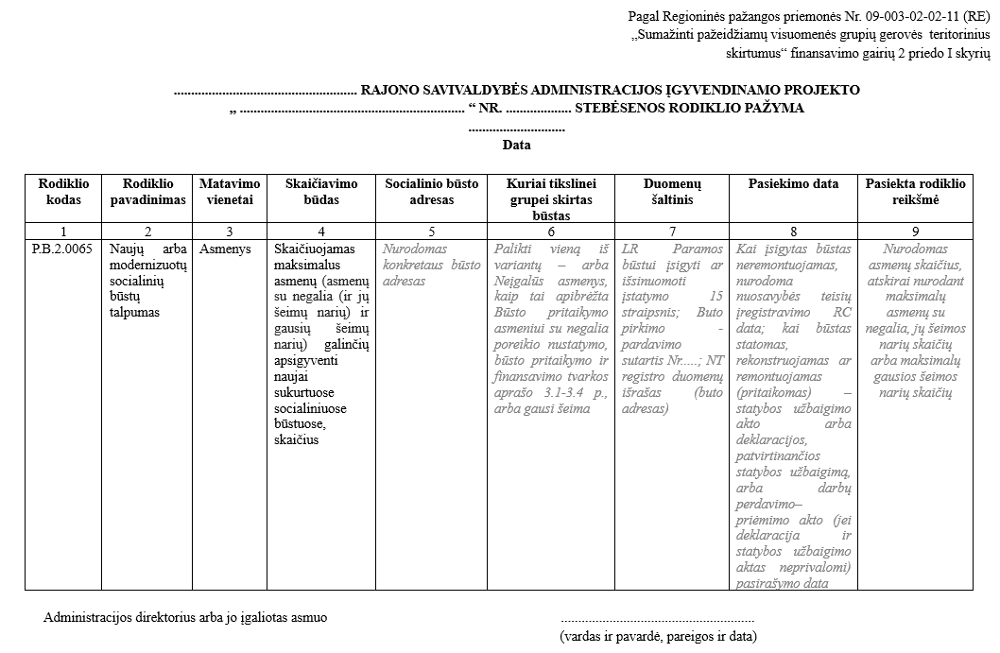 Pagal Regioninės pažangos priemonės Nr. 09-003-02-02-11 (RE)
„Sumažinti pažeidžiamų visuomenės grupių gerovės teritorinius
skirtumus“ finansavimo gairių 2 priedo I skyrių
..................................................... RAJONO SAVIVALDYBĖS ADMINISTRACIJOS ĮGYVENDINAMO PROJEKTO
„ ................................................................. “ NR. ................... STEBĖSENOS RODIKLIO PAŽYMA
............................
Data
Rodiklio
kodas
Rodiklio
pavadinimas
Matavimo
vienetai
Skaičiavimo
būdas
Socialinio būsto
adresas
Kuriai tikslinei
grupei skirtas
būstas
Duomenų
šaltinis
Pasiekimo data
Pasiekta rodiklio
reikšmė
1 2 3 4 5 6 7 8 9
P.B.2.0065
Naujų arba
modernizuotų
socialinių
būstų
talpumas
Asmenys
Skaičiuojamas
maksimalus
asmenų (asmenų
su negalia (ir jų
šeimų narių) ir
gausių šeimų
narių) galinčių
apsigyventi
naujai
sukurtuose
socialiniuose
būstuose,
skaičius
Nurodomas
konkretaus būsto
adresas
Palikti vieną iš
variantų – arba
Neįgalūs asmenys,
kaip tai apibrėžta
Būsto pritaikymo
asmeniui su negalia
poreikio nustatymo,
būsto pritaikymo ir
finansavimo tvarkos
aprašo 3.1-3.4 p.,
arba gausi šeima
LR Paramos
būstui įsigyti ar
išsinuomoti
įstatymo 15
straipsnis; Buto
pirkimo -
pardavimo
sutartis Nr.....; NT
registro duomenų
išrašas (buto
adresas)
Kai įsigytas būstas
neremontuojamas,
nurodoma
nuosavybės teisių
įregistravimo RC
data; kai būstas
statomas,
rekonstruojamas ar
remontuojamas
(pritaikomas) –
statybos užbaigimo
akto arba
deklaracijos,
patvirtinančios
statybos užbaigimą,
arba darbų
perdavimo–
priėmimo akto (jei
deklaracija ir
statybos užbaigimo
aktas neprivalomi)
pasirašymo data
Nurodomas
asmenų skaičius,
atskirai nurodant
maksimalų
asmenų su
negalia, jų šeimos
narių skaičių
arba maksimalų
gausios šeimos
narių skaičių
Administracijos direktorius arba jo įgaliotas asmuo
........................................................
(vardas ir pavardė, pareigos ir data)